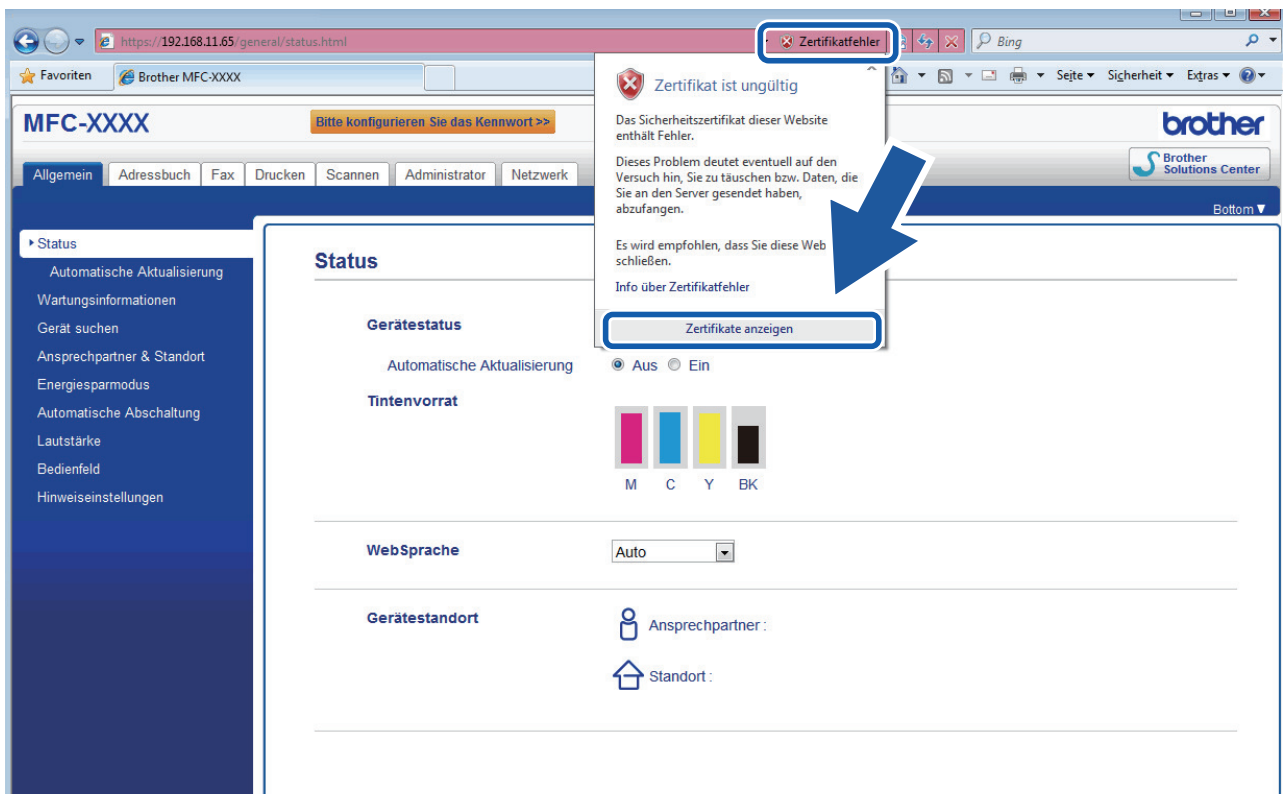 https://192.168.11.65/general/status.html
Zertifikatfehler
Bing
Favoriten
Brother MFC-XXXX
Seite
Sicherheit
Extras
MFC-XXXX
Bitte konfigurieren Sie das Kennwort >>
brother
Brother
Solutions Center
Allgemein
Adressbuch
Fax
Drucken
Scannen
Administrator
Netzwerk
Bottom▼
Zertifikat ist ungültig
Das Sicherheitszertifikat dieser Website
enthält Fehler.
Dieses Problem deutet eventuell auf den
Versuch hin, Sie zu täuschen bzw. Daten, die
Sie an den Server gesendet haben,
abzufangen.
Es wird empfohlen, dass Sie diese Web
schließen.
Info über Zertifikatfehler
Zertifikate anzeigen
Status
Automatische Aktualisierung
Wartungsinformationen
Gerät suchen
Ansprechpartner & Standort
Energiesparmodus
Automatische Abschaltung
Lautstärke
Bedienfeld
Hinweiseinstellungen
Status
Gerätestatus
Automatische Aktualisierung
Aus
Ein
Tintenvorrat
M C Y BK
WebSprache
Auto
Gerätestandort
Ansprechpartner :
Standort :